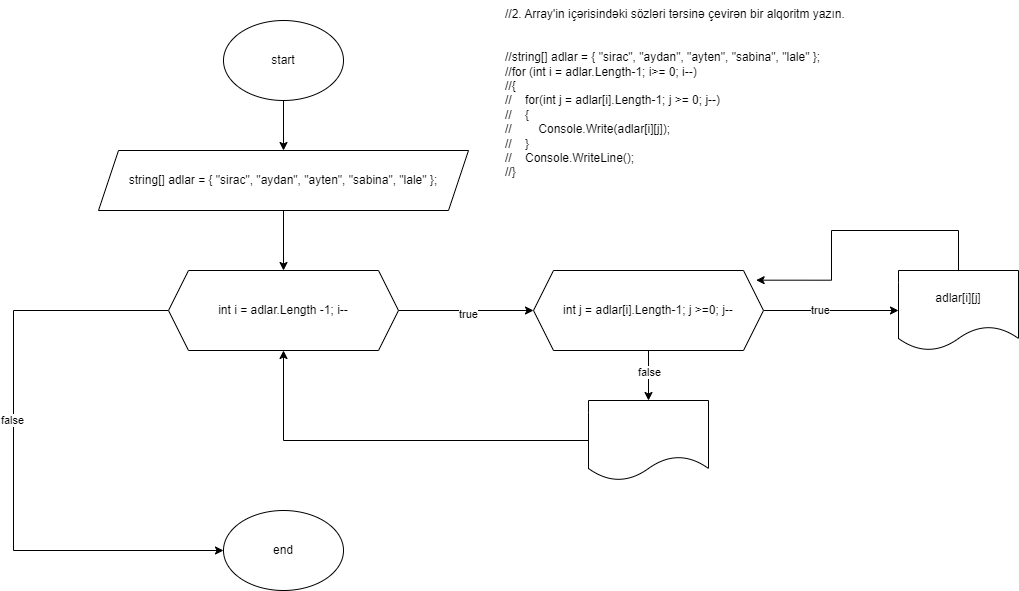 //2. Array'in içərisindəki sözləri tərsinə çevirən bir alqoritm yazın.
//string[] adlar = { "sirac", "aydan", "ayten", "sabina", "lale" };
//for (int i = adlar.Length-1; i>= 0; i--)
//{
//    for(int j = adlar[i].Length-1; j >= 0; j--)
//    {
//        Console.Write(adlar[i][j]);
//    }
//    Console.WriteLine();
//}
start
string[] adlar = { "sirac", "aydan", "ayten", "sabina", "lale" };
int i = adlar.Length -1; i--
true
int j = adlar[i].Length-1; j >=0; j--
true
adlar[i][j]
false
false
end